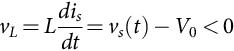 v_L = L di_s/dt = v_s(t) − V_0 < 0